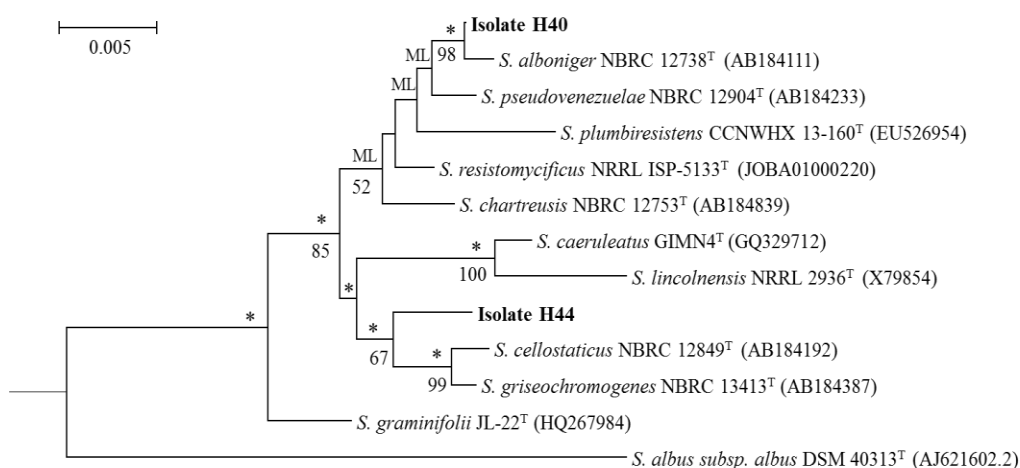 0.005
* Isolate H40
ML 98 S. alboniger NBRC 12738ᵀ (AB184111)
ML S. pseudovenezuelae NBRC 12904ᵀ (AB184233)
S. plumbiresistens CCNWHX 13-160ᵀ (EU526954)
ML S. resistomycificus NRRL ISP-5133ᵀ (JOBA01000220)
52 S. chartreusis NBRC 12753ᵀ (AB184839)
* 85 * S. caeruleatus GIMN4ᵀ (GQ329712)
100 S. lincolnensis NRRL 2936ᵀ (X79854)
* Isolate H44
* 67 * S. cellostaticus NBRC 12849ᵀ (AB184192)
99 S. griseochromogenes NBRC 13413ᵀ (AB184387)
* S. graminifolii JL-22ᵀ (HQ267984)
S. albus subsp. albus DSM 40313ᵀ (AJ621602.2)